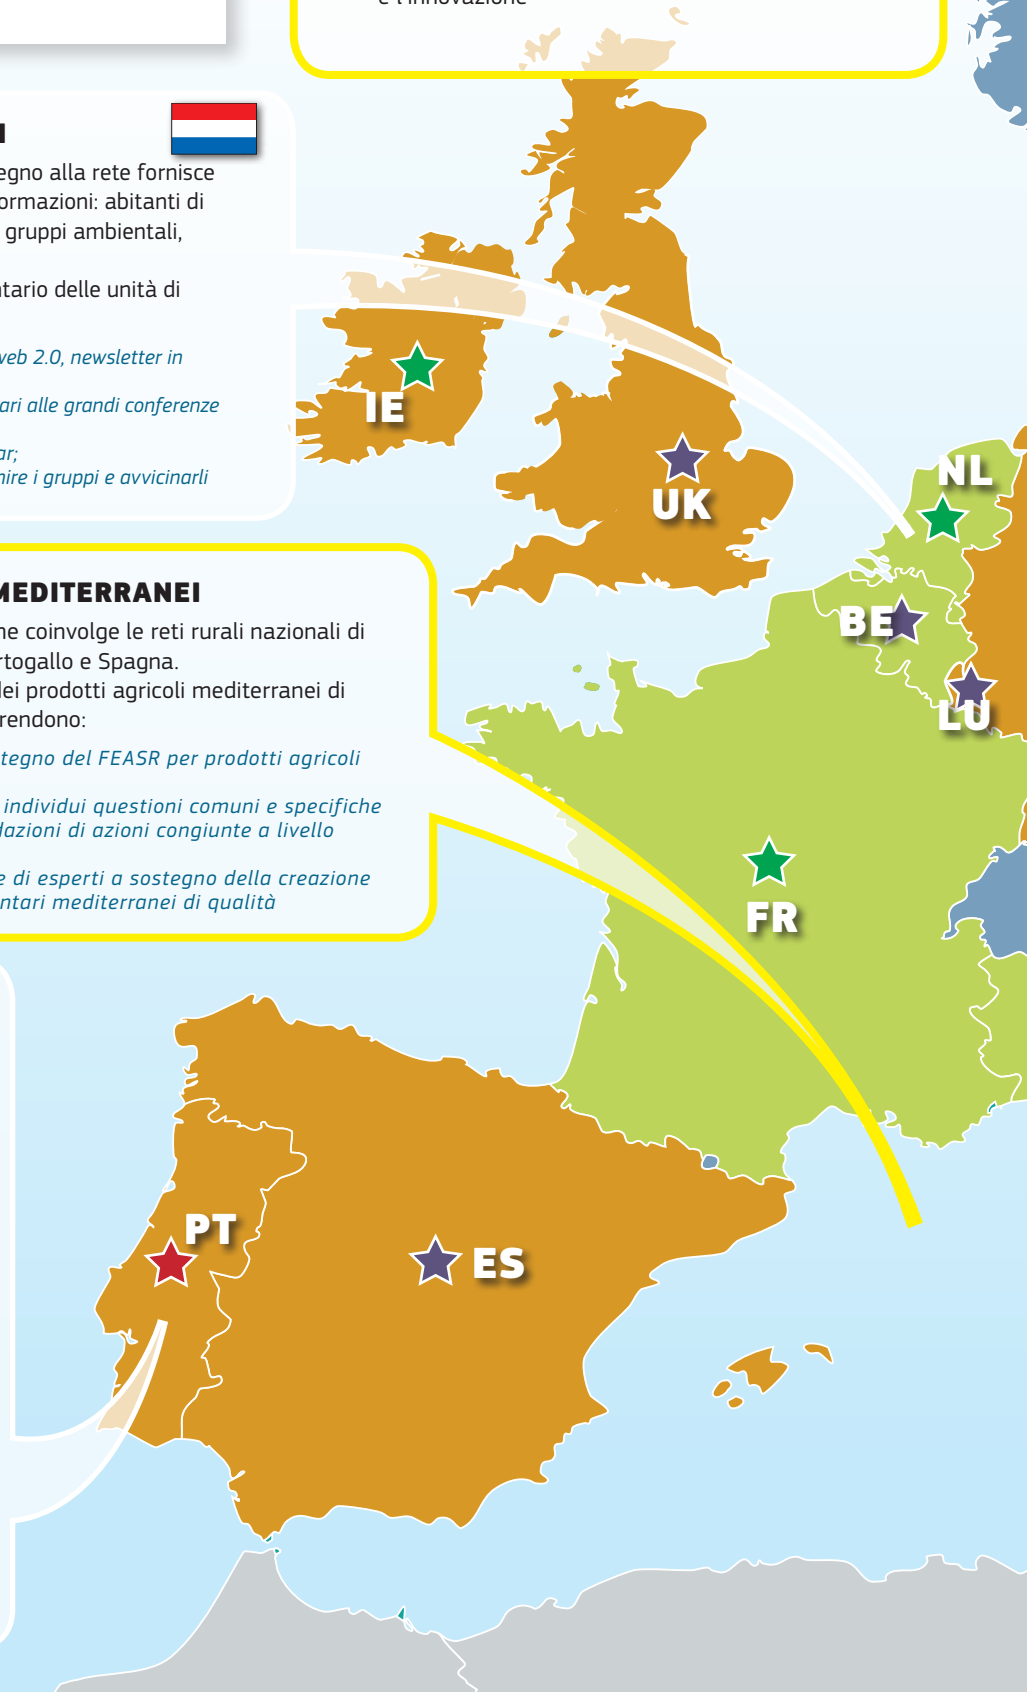 e l'innovazione
egno alla rete fornisce
ormazioni: abitanti di
gruppi ambientali,
tario delle unità di
web 2.0, newsletter in
ari alle grandi conferenze
ar;
nire i gruppi e avvicinarli
IE
UK
NL
BE
LU
MEDITERRANEI
ne coinvolge le reti rurali nazionali di
rtogallo e Spagna.
dei prodotti agricoli mediterranei di
rendono:
tegno del FEASR per prodotti agricoli
individui questioni comuni e specifiche
dazioni di azioni congiunte a livello
e di esperti a sostegno della creazione
ntari mediterranei di qualità
FR
PT
ES